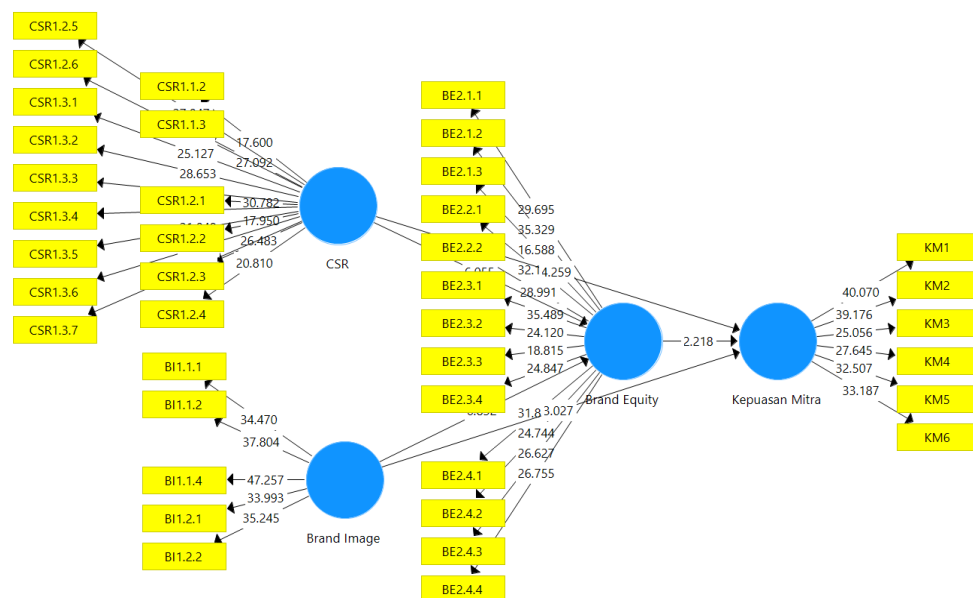 CSR1.2.5
CSR1.2.6
CSR1.3.1
CSR1.3.2
CSR1.3.3
CSR1.3.4
CSR1.3.5
CSR1.3.6
CSR1.3.7
CSR1.1.2
CSR1.1.3
CSR1.2.1
CSR1.2.2
CSR1.2.3
CSR1.2.4
17.600
27.092
25.127
28.653
30.782
17.950
26.483
20.810
CSR
BI1.1.1
BI1.1.2
BI1.1.4
BI1.2.1
BI1.2.2
34.470
37.804
47.257
33.993
35.245
Brand Image
BE2.1.1
BE2.1.2
BE2.1.3
BE2.2.1
BE2.2.2
BE2.3.1
BE2.3.2
BE2.3.3
BE2.3.4
BE2.4.1
BE2.4.2
BE2.4.3
BE2.4.4
29.695
35.329
16.588
4.259
28.991
35.489
24.120
18.815
24.847
3.027
24.744
26.627
26.755
Brand Equity
2.218
Kepuasan Mitra
40.070
39.176
25.056
27.645
32.507
33.187
KM1
KM2
KM3
KM4
KM5
KM6